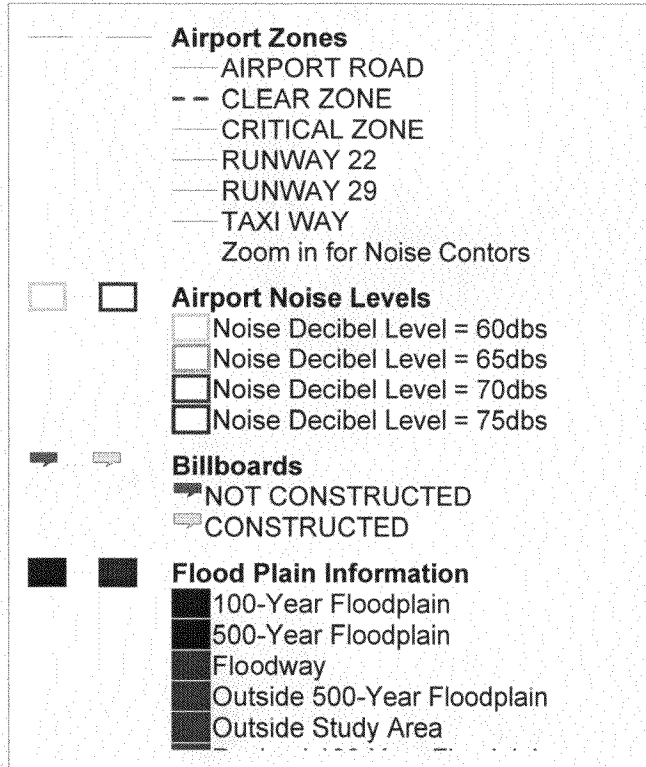 Airport Zones
AIRPORT ROAD
CLEAR ZONE
CRITICAL ZONE
RUNWAY 22
RUNWAY 29
TAXI WAY
Zoom in for Noise Contors
Airport Noise Levels
Noise Decibel Level = 60dbs
Noise Decibel Level = 65dbs
Noise Decibel Level = 70dbs
Noise Decibel Level = 75dbs
Billboards
NOT CONSTRUCTED
CONSTRUCTED
Flood Plain Information
100-Year Floodplain
500-Year Floodplain
Floodway
Outside 500-Year Floodplain
Outside Study Area